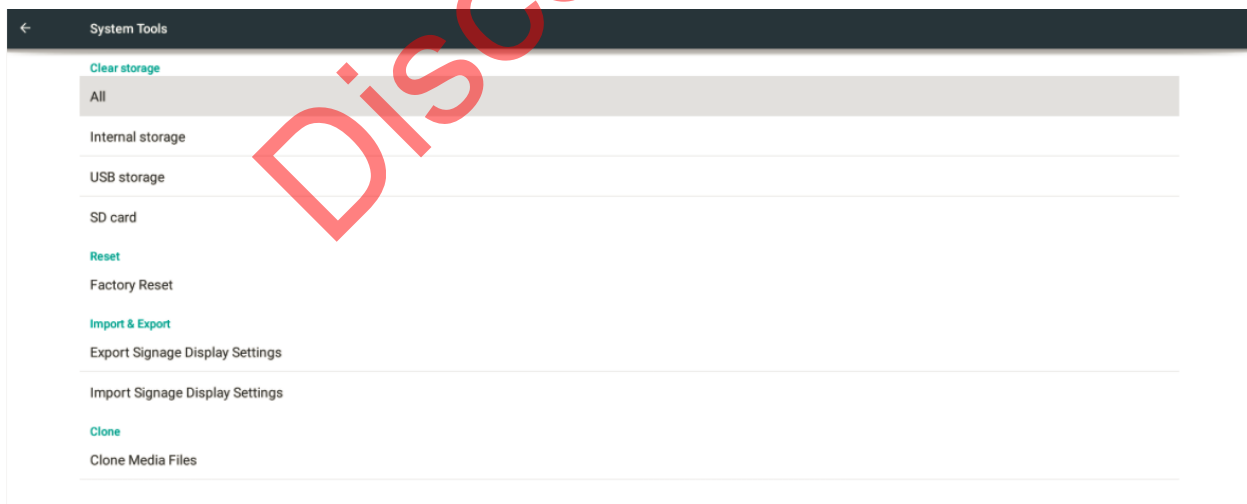 System Tools
Clear storage
All
Internal storage
USB storage
SD card
Reset
Factory Reset
Import & Export
Export Signage Display Settings
Import Signage Display Settings
Clone
Clone Media Files
Disc